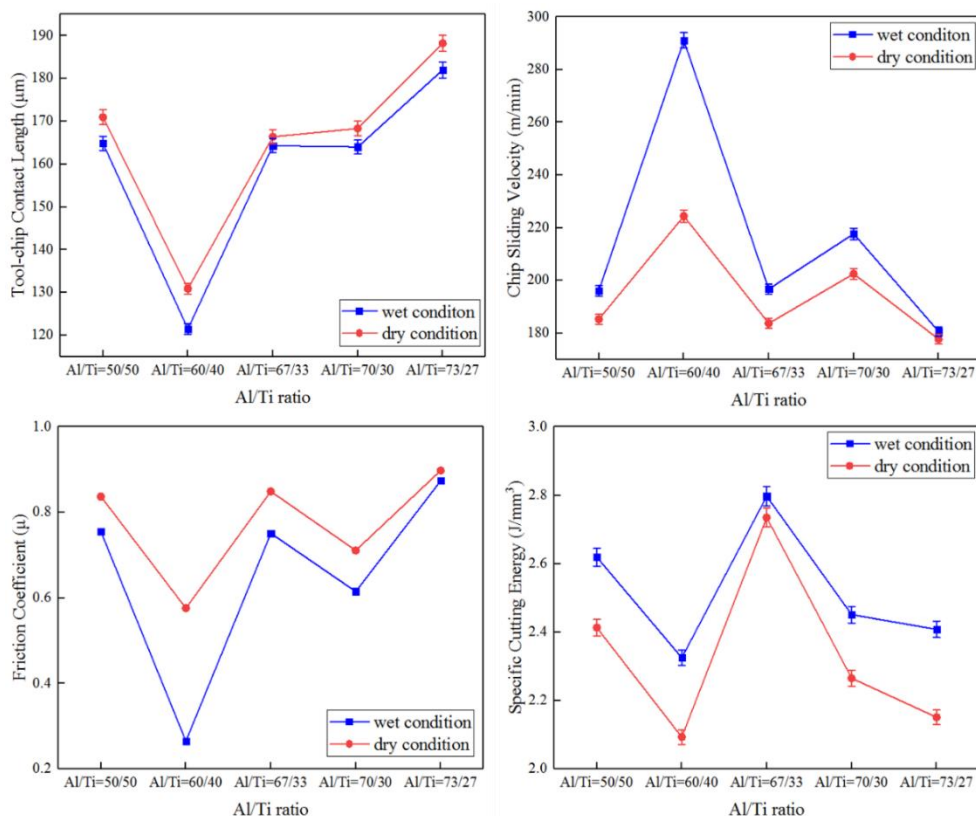 Tool-chip Contact Length (μm)
190
180
170
160
150
140
130
120
wet conditon
dry condition
Al/Ti=50/50 Al/Ti=60/40 Al/Ti=67/33 Al/Ti=70/30 Al/Ti=73/27
Al/Ti ratio
Chip Sliding Velocity (m/min)
300
280
260
240
220
200
180
wet conditon
dry condition
Al/Ti=50/50 Al/Ti=60/40 Al/Ti=67/33 Al/Ti=70/30 Al/Ti=73/27
Al/Ti ratio
Friction Coefficient (μ)
1.0
0.8
0.6
0.4
0.2
wet condition
dry condition
Al/Ti=50/50 Al/Ti=60/40 Al/Ti=67/33 Al/Ti=70/30 Al/Ti=73/27
Al/Ti ratio
Specific Cutting Energy (J/mm³)
3.0
2.8
2.6
2.4
2.2
2.0
wet condition
dry condition
Al/Ti=50/50 Al/Ti=60/40 Al/Ti=67/33 Al/Ti=70/30 Al/Ti=73/27
Al/Ti ratio